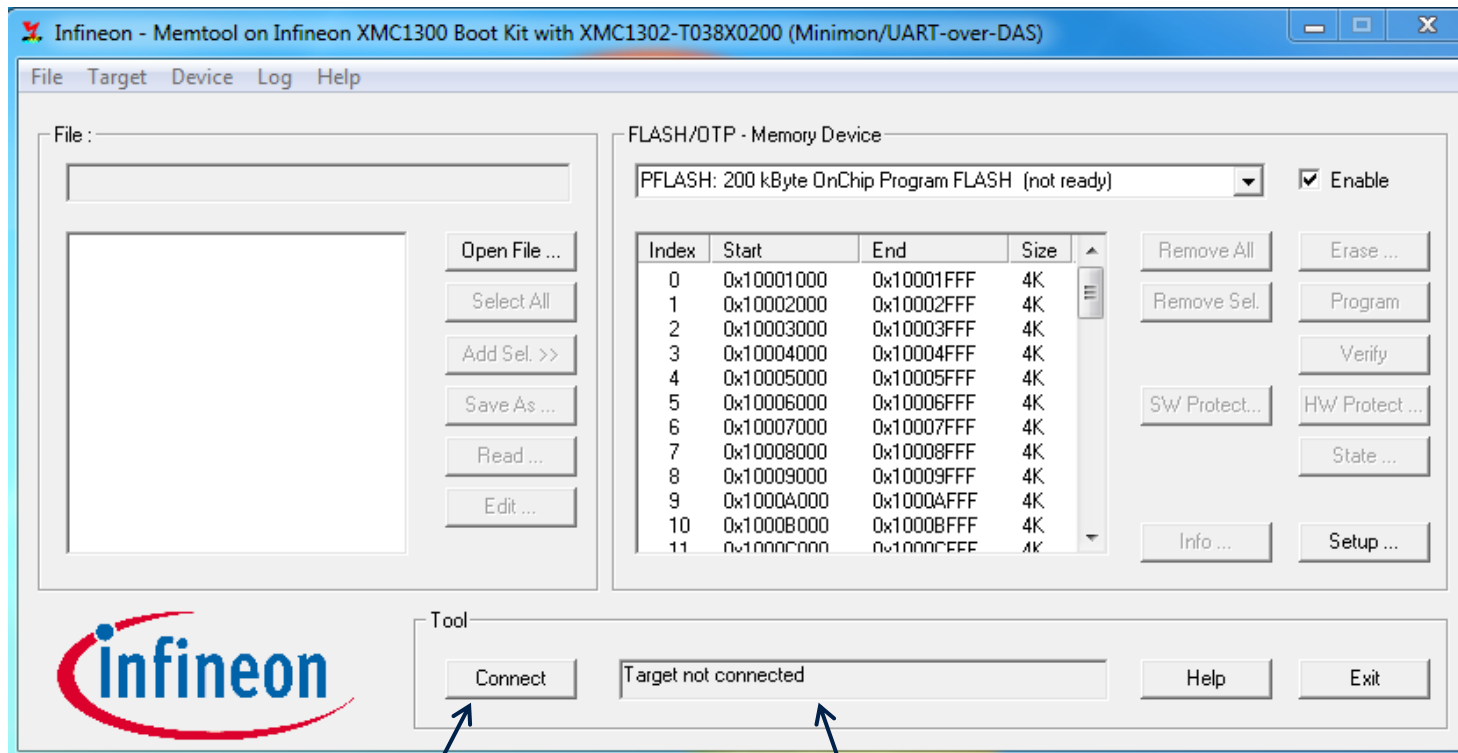 Infineon - Memtool on Infineon XMC1300 Boot Kit with XMC1302-T038X0200 (Minimon/UART-over-DAS)
File Target Device Log Help
File :
Open File ...
Select All
Add Sel. >>
Save As ...
Read ...
Edit ...
FLASH/OTP - Memory Device
PFLASH: 200 kByte OnChip Program FLASH (not ready)
Enable
Index Start End Size
0 0x10001000 0x10001FFF 4K
1 0x10002000 0x10002FFF 4K
2 0x10003000 0x10003FFF 4K
3 0x10004000 0x10004FFF 4K
4 0x10005000 0x10005FFF 4K
5 0x10006000 0x10006FFF 4K
6 0x10007000 0x10007FFF 4K
7 0x10008000 0x10008FFF 4K
8 0x10009000 0x10009FFF 4K
9 0x1000A000 0x1000AFFF 4K
10 0x1000B000 0x1000BFFF 4K
11 0x1000C000 0x1000CFFF 4K
Remove All
Erase ...
Remove Sel.
Program
Verify
SW Protect...
HW Protect ...
State ...
Info ...
Setup ...
infineon
Tool
Connect
Target not connected
Help
Exit